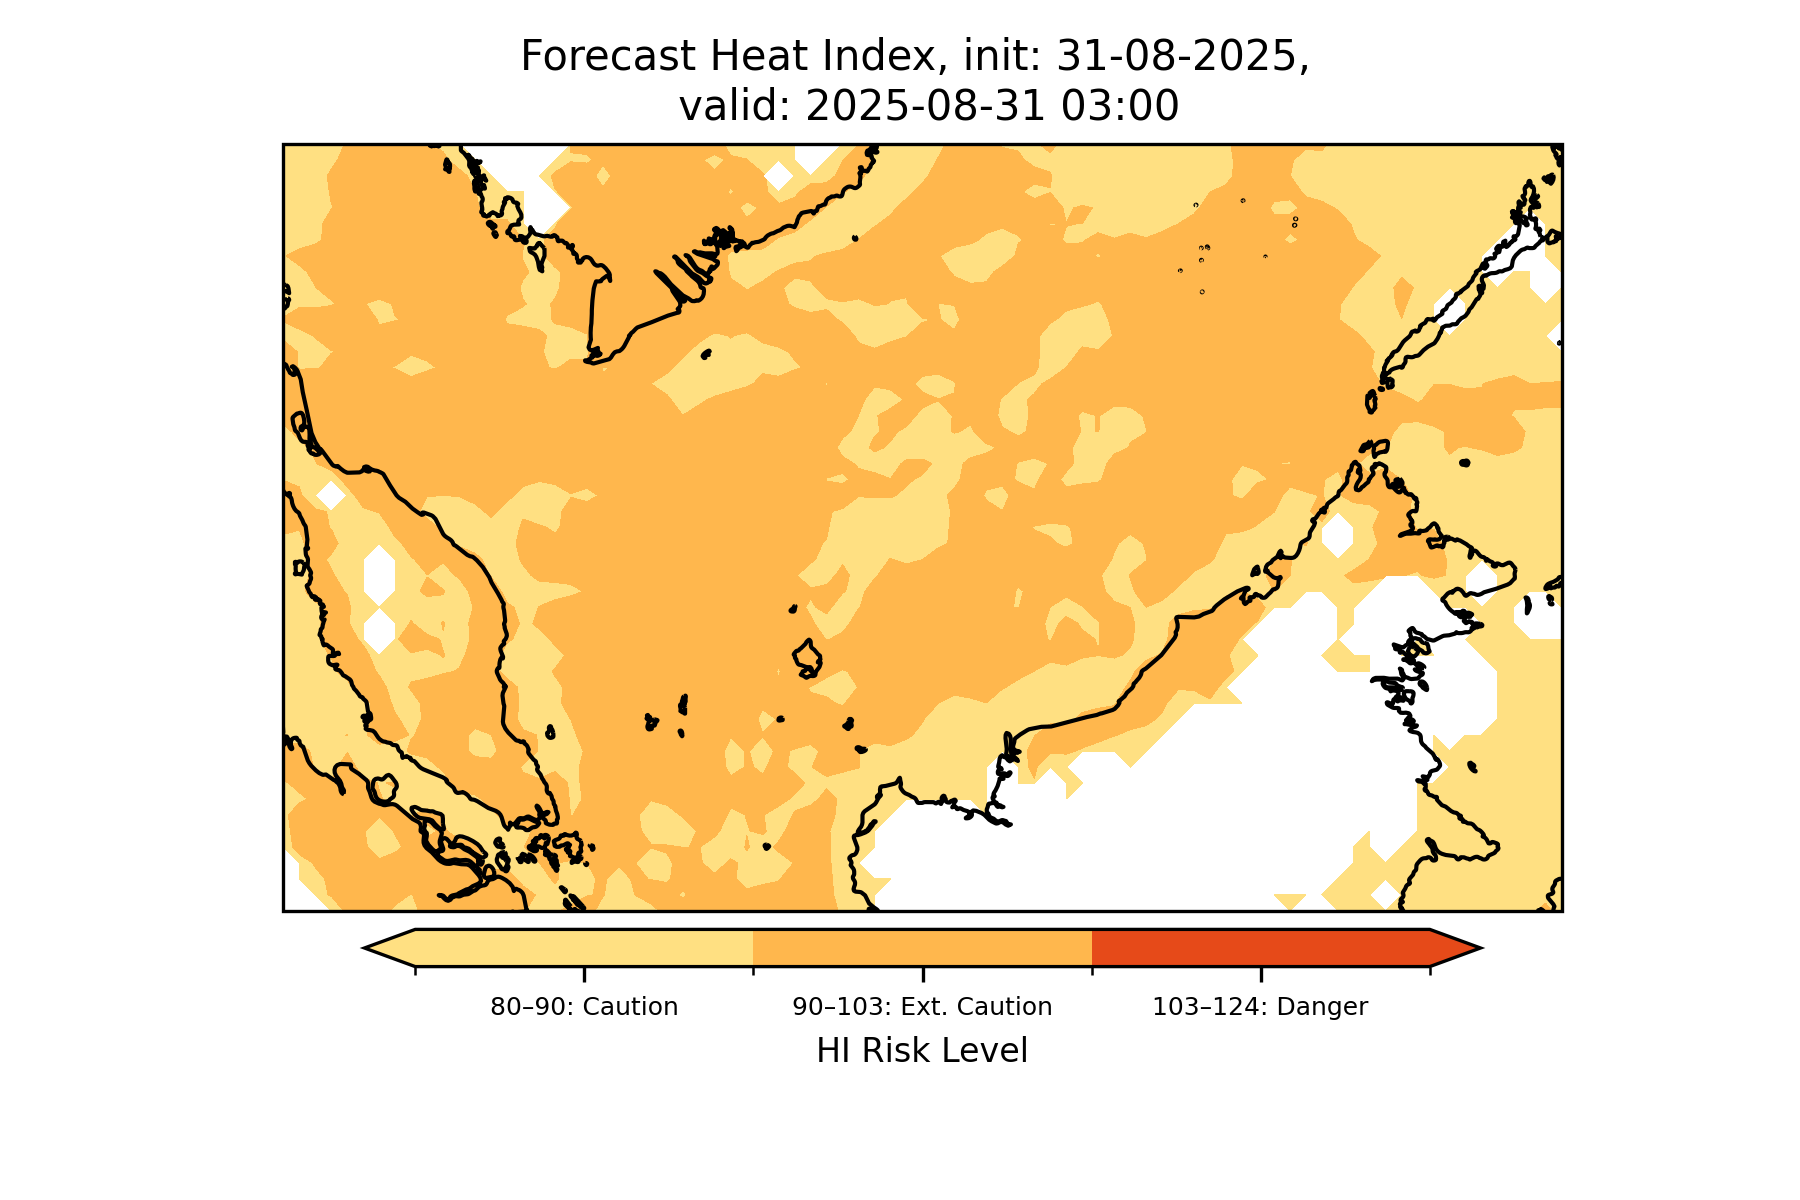 Forecast Heat Index, init: 31-08-2025,
valid: 2025-08-31 03:00
80–90: Caution
90–103: Ext. Caution
103–124: Danger
HI Risk Level